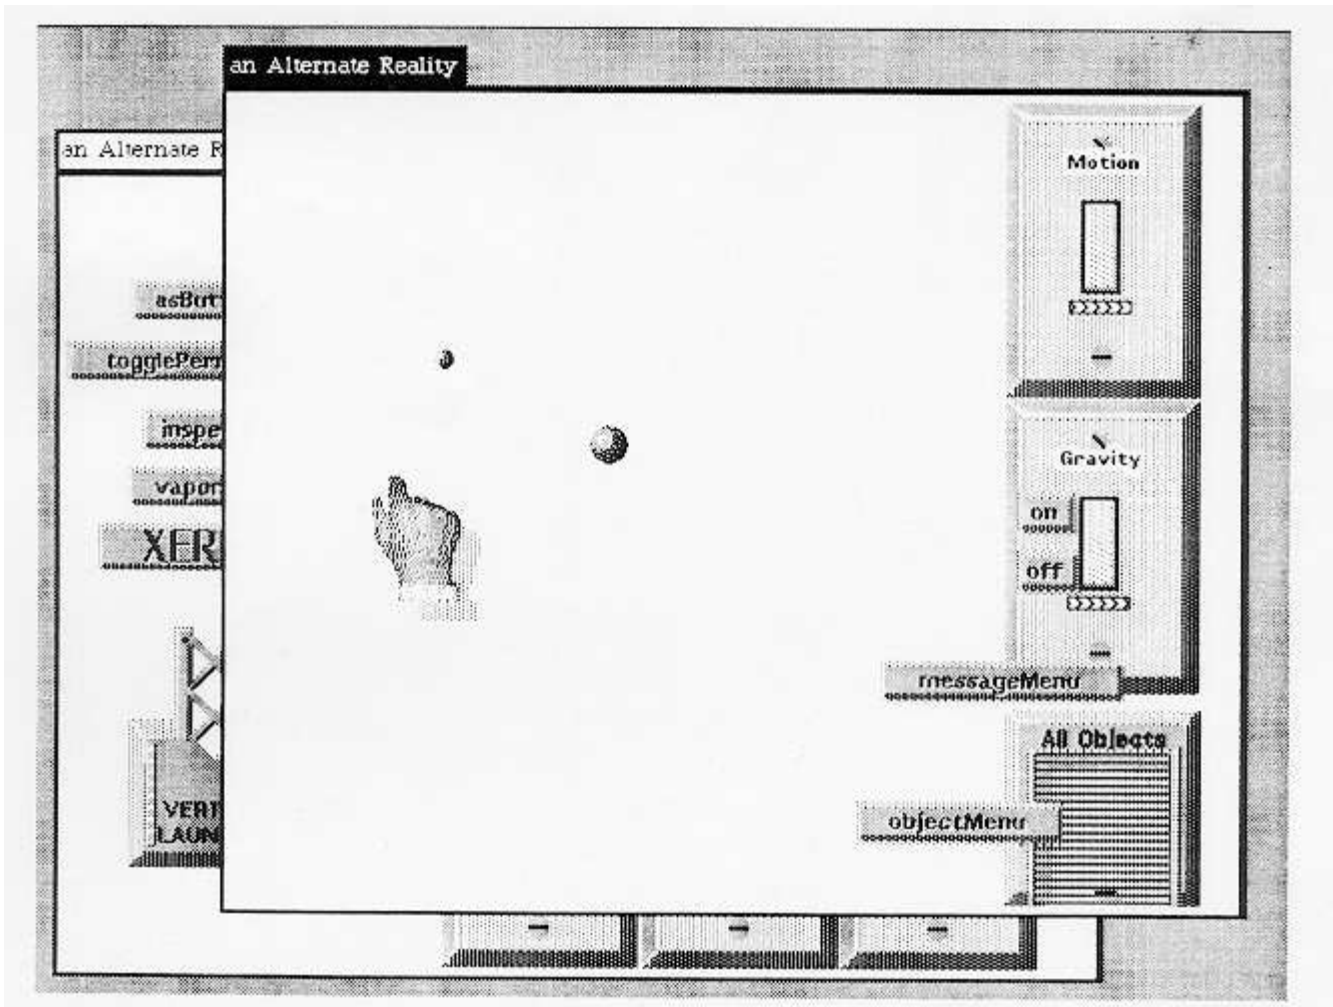 an Alternate Reality
an Alternate R
Motion
asBut
togglePerm
inspe
vapor
XER
Gravity
on
off
messageMenu
All Objects
objectMenu
VERT
LAUN